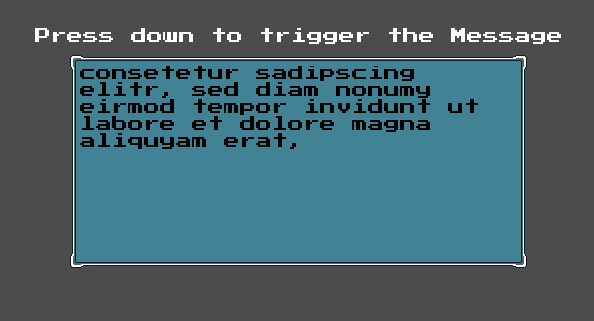 Press down to trigger the Message
consetetur sadipscing
elitr, sed diam nonumy
eirmod tempor invidunt ut
labore et dolore magna
aliquyam erat,